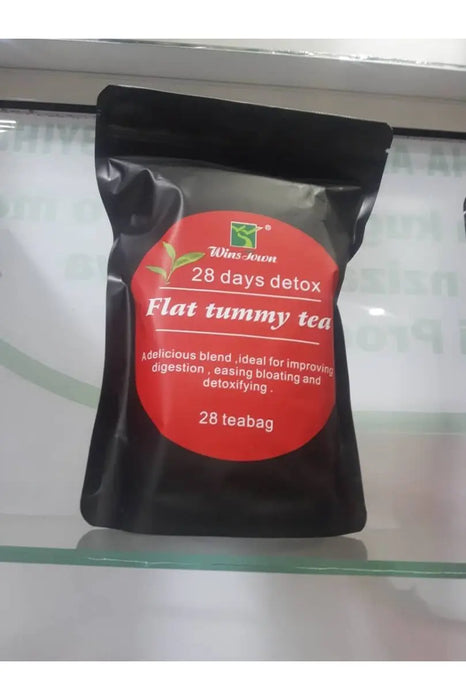 Wins Town ®
28 days detox
Flat tummy tea
A delicious blend ,ideal for improving
digestion , easing bloating and
detoxifying .
28 teabag